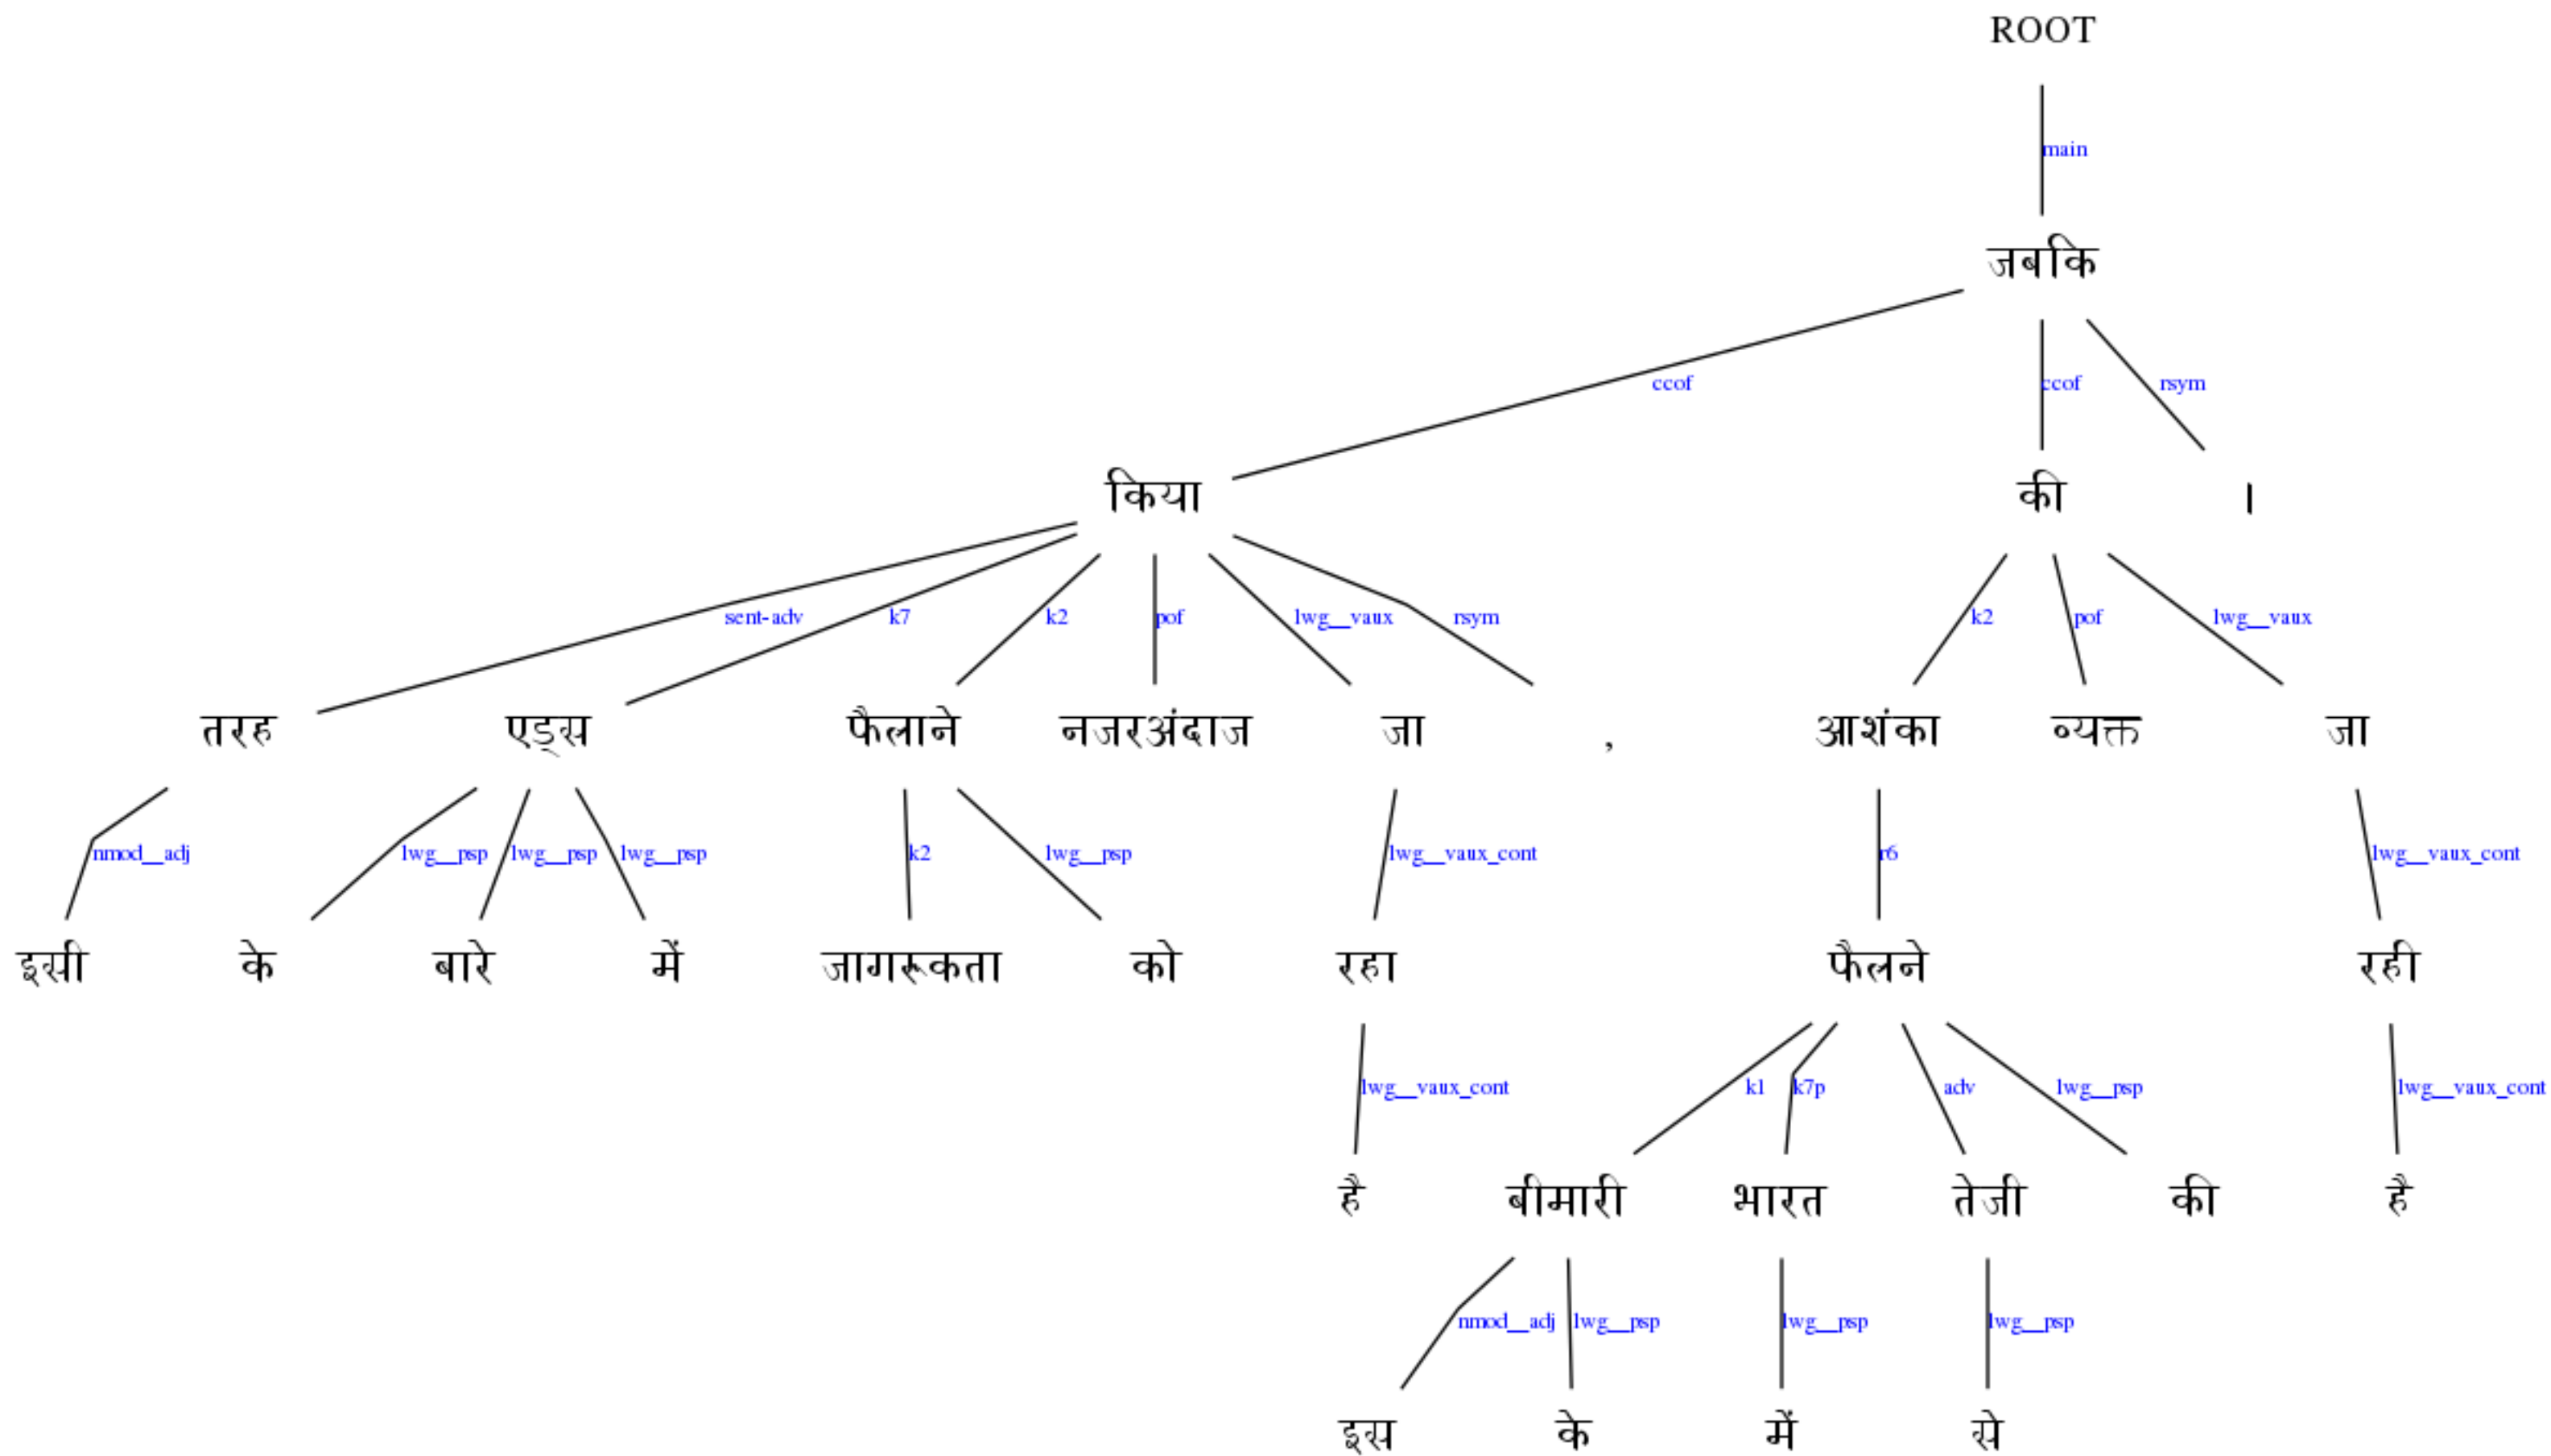 ROOT
main
जबकि
ccof ccof rsym
किया की ।
sent-adv k7 k2 pof lwg__vaux rsym k2 pof lwg__vaux
तरह एड्स फैलाने नजरअंदाज जा , आशंका व्यक्त जा
nmod__adj lwg__psp lwg__psp lwg__psp k2 lwg__psp lwg__vaux_cont r6 lwg__vaux_cont
इसी के बारे में जागरूकता को रहा फैलने रही
lwg__vaux_cont k1 k7p adv lwg__psp lwg__vaux_cont
है बीमारी भारत तेजी की है
nmod__adj lwg__psp lwg__psp lwg__psp
इस के में से